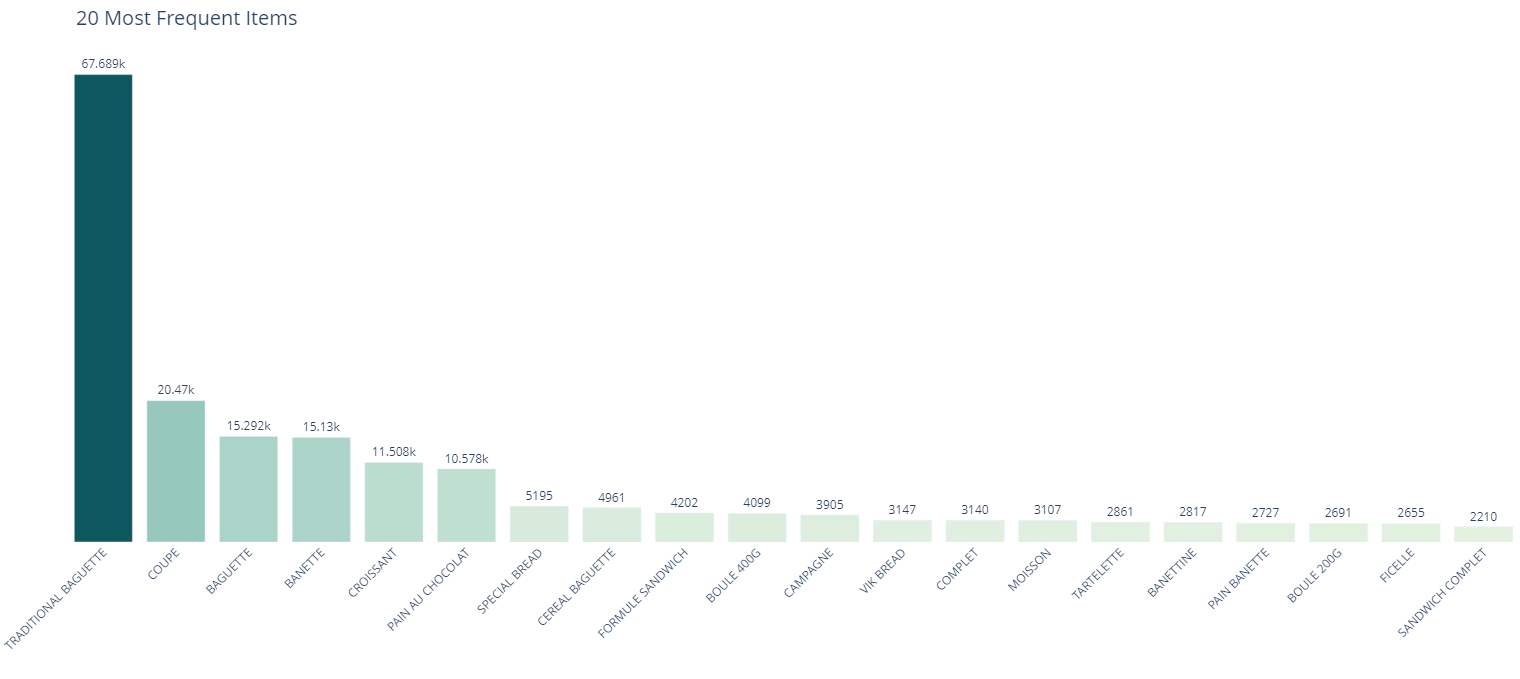 20 Most Frequent Items
67.689k
20.47k
15.292k
15.13k
11.508k
10.578k
5195
4961
4202
4099
3905
3147
3140
3107
2861
2817
2727
2691
2655
2210
TRADITIONAL BAGUETTE
COUPE
BAGUETTE
BANETTE
CROISSANT
PAIN AU CHOCOLAT
SPECIAL BREAD
CEREAL BAGUETTE
FORMULE SANDWICH
BOULE 400G
CAMPAGNE
VIK BREAD
COMPLET
MOISSON
TARTELETTE
BANETTINE
PAIN BANETTE
BOULE 200G
FICELLE
SANDWICH COMPLET